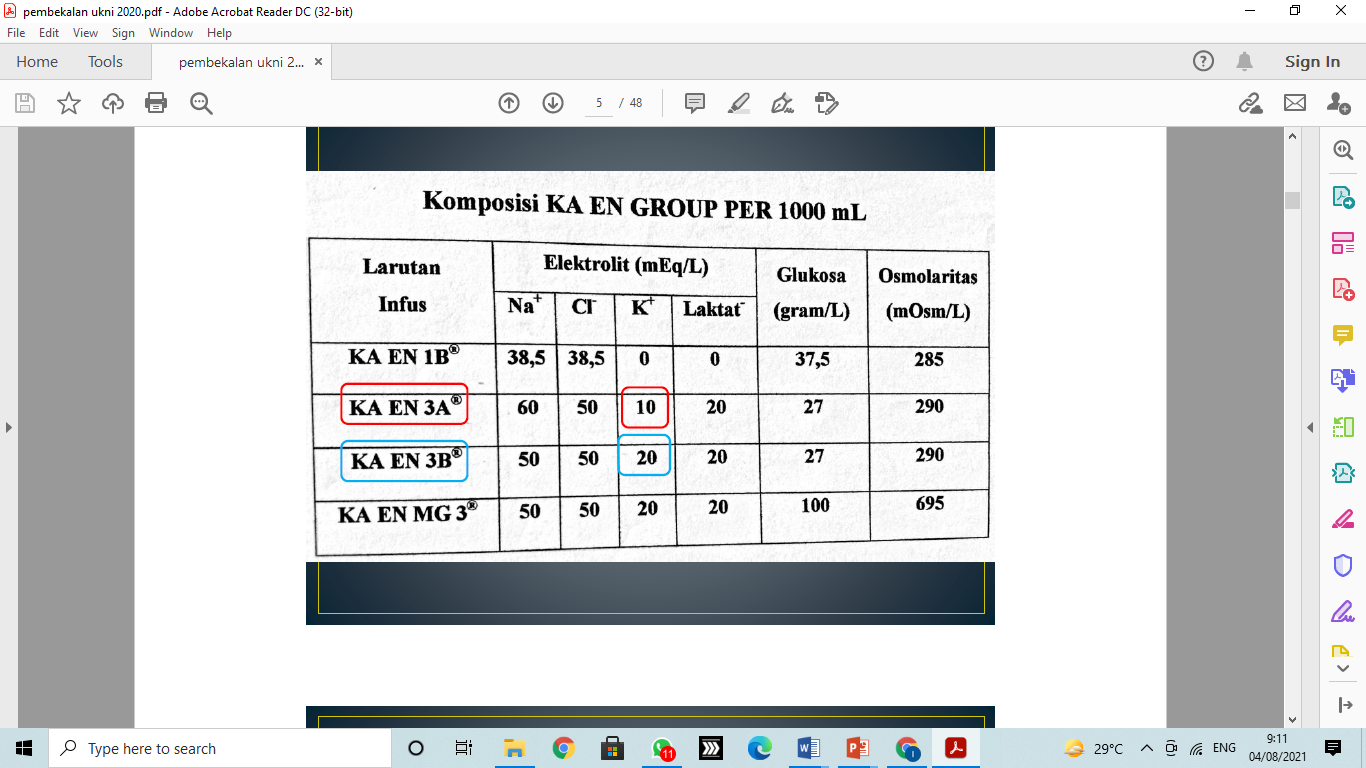 pembekalan ukni 2020.pdf - Adobe Acrobat Reader DC (32-bit)
File Edit View Sign Window Help
Home Tools pembekalan ukni 2... × Sign In
5 / 48
Komposisi KA EN GROUP PER 1000 mL
Larutan Infus Elektrolit (mEq/L) Glukosa (gram/L) Osmolaritas (mOsm/L)
Na⁺ Cl⁻ K⁺ Laktat⁻
KA EN 1B® 38,5 38,5 0 0 37,5 285
KA EN 3A® 60 50 10 20 27 290
KA EN 3B® 50 50 20 20 27 290
KA EN MG 3® 50 50 20 20 100 695
Type here to search
11
29°C ENG 9:11
04/08/2021